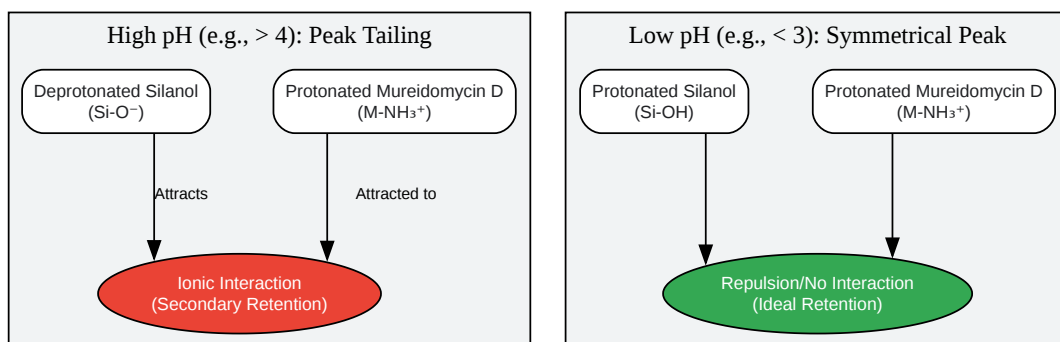 High pH (e.g., > 4): Peak Tailing
Deprotonated Silanol
(Si-O⁻)
Protonated Mureidomycin D
(M-NH₃⁺)
Attracts
Attracted to
Ionic Interaction
(Secondary Retention)
Low pH (e.g., < 3): Symmetrical Peak
Protonated Silanol
(Si-OH)
Protonated Mureidomycin D
(M-NH₃⁺)
Repulsion/No Interaction
(Ideal Retention)